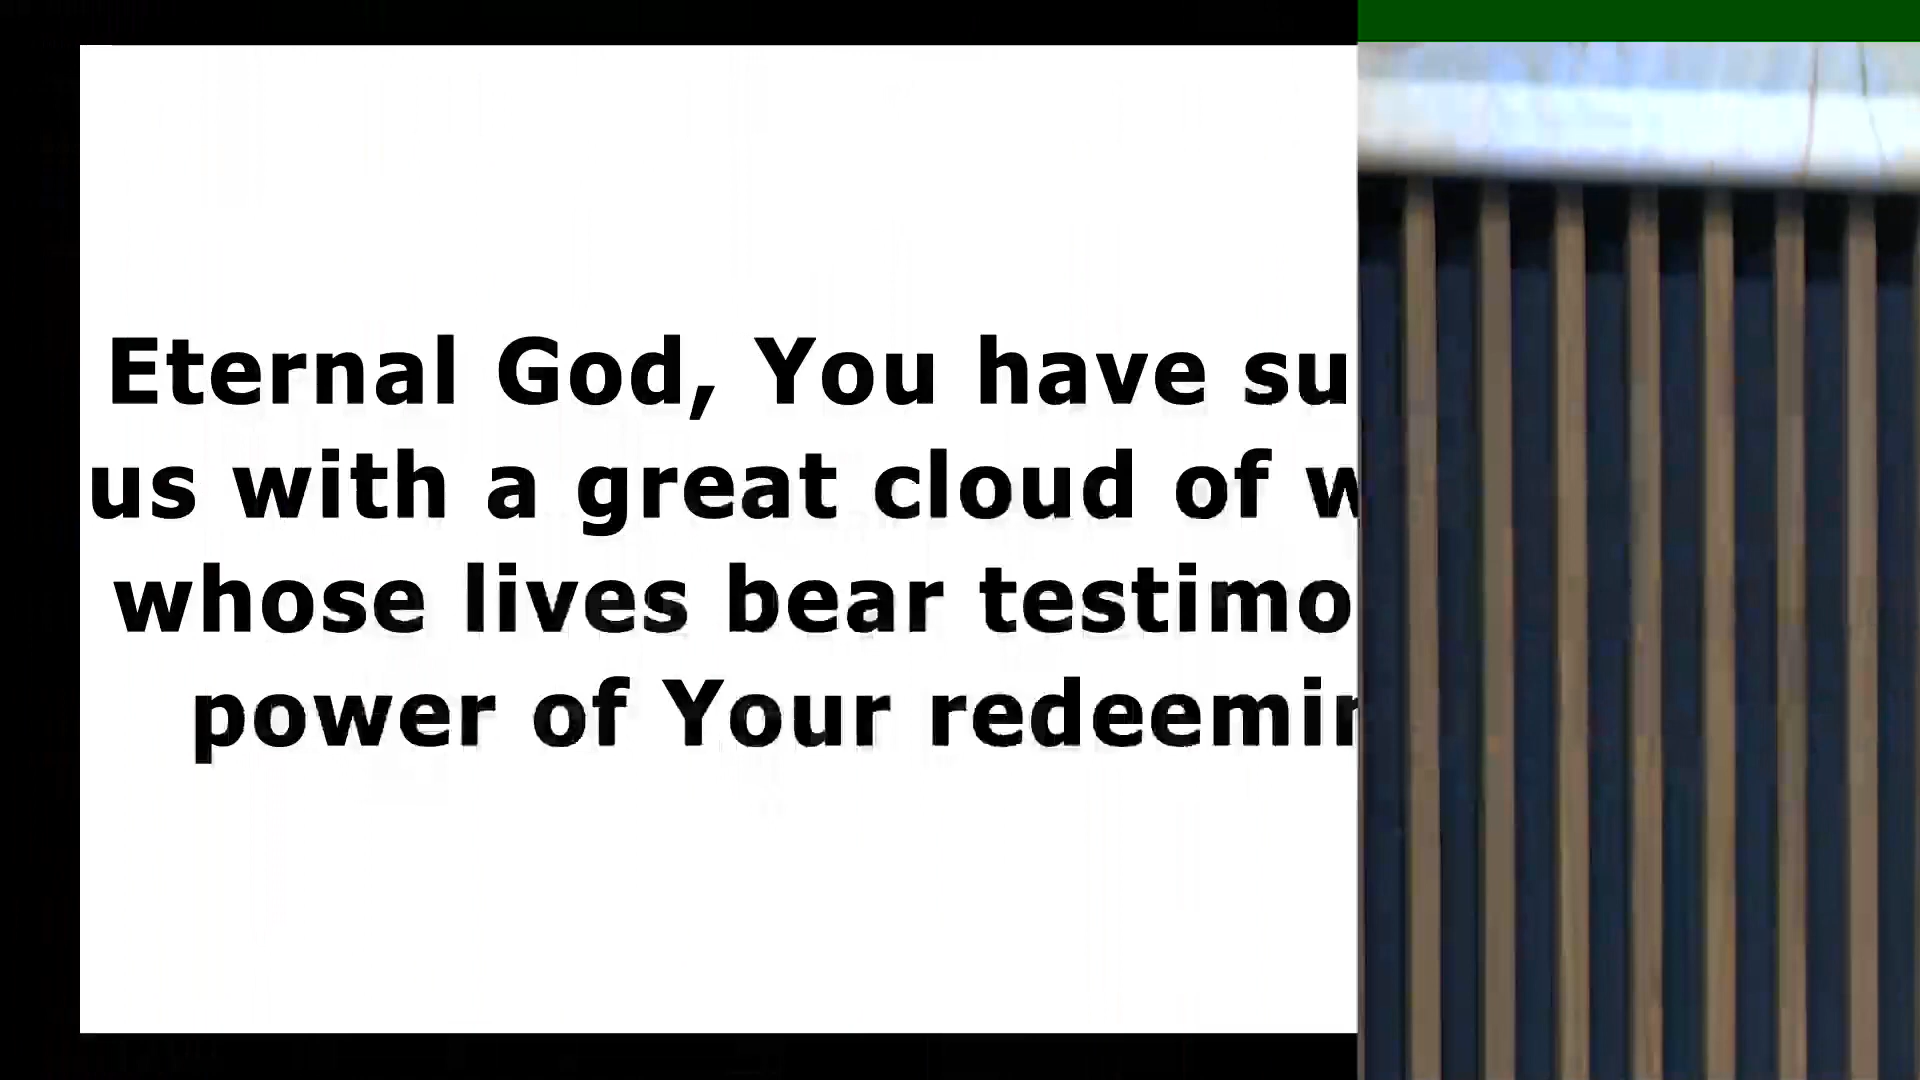 Eternal God, You have su
us with a great cloud of w
whose lives bear testimo
power of Your redeemin